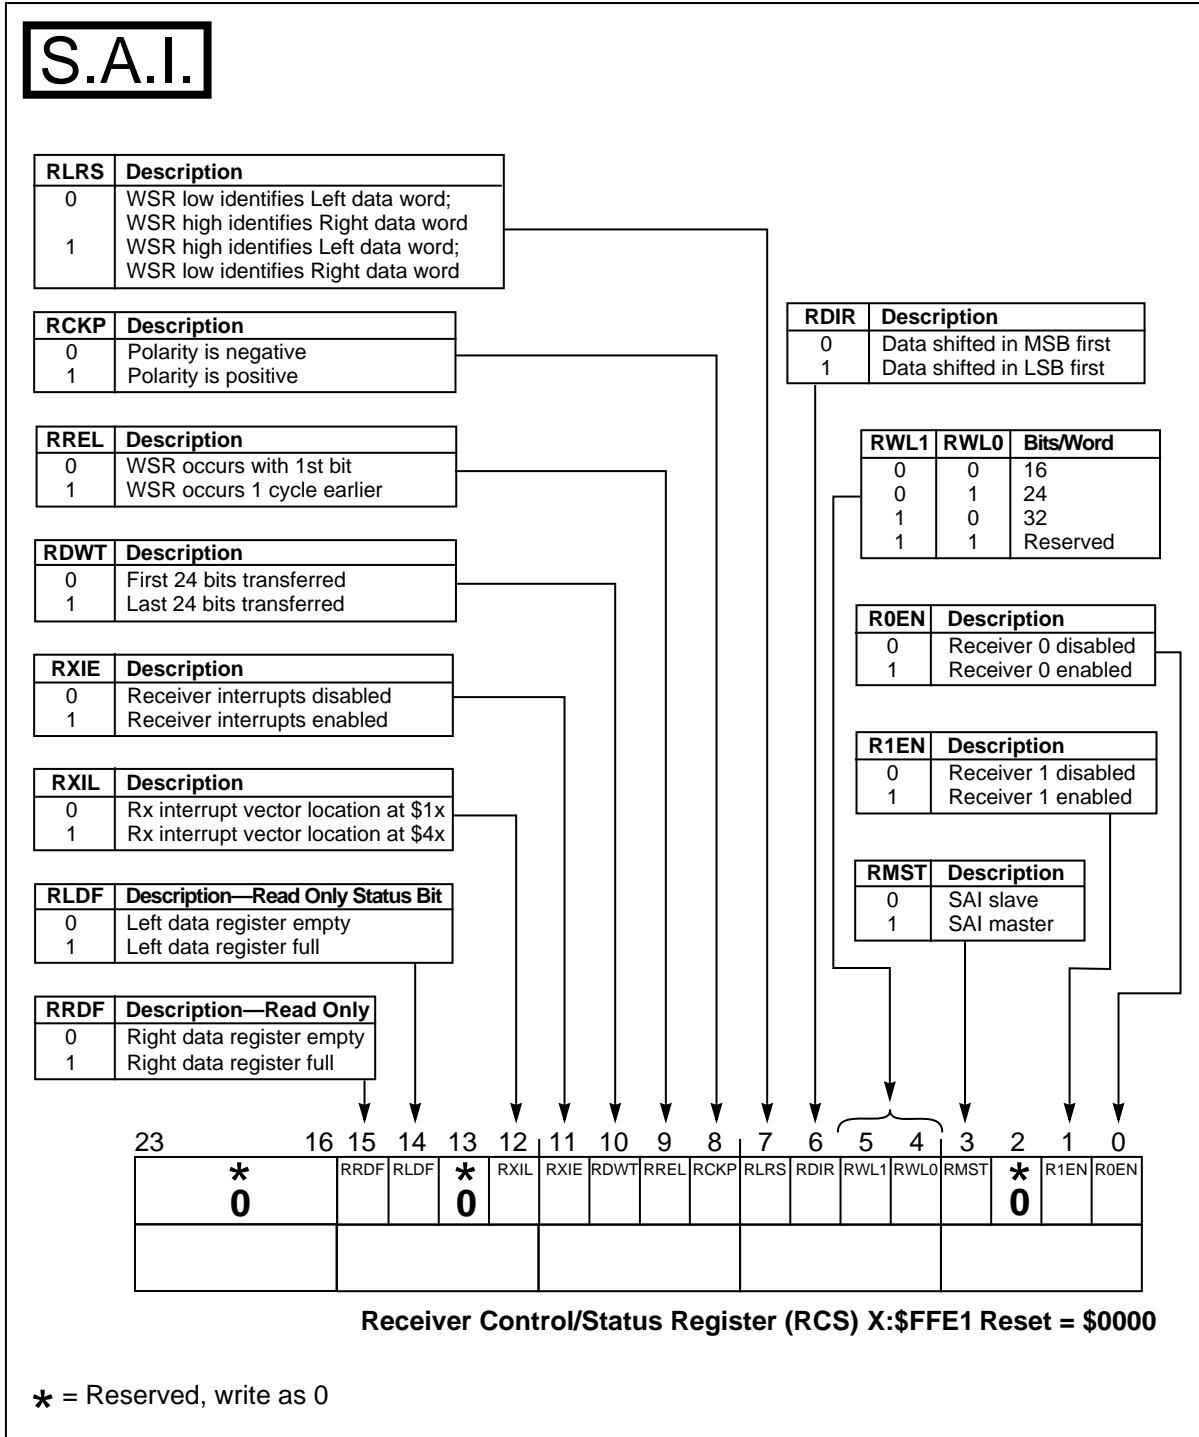 S.A.I.
RLRS Description
0 WSR low identifies Left data word;
WSR high identifies Right data word
1 WSR high identifies Left data word;
WSR low identifies Right data word
RCKP Description
0 Polarity is negative
1 Polarity is positive
RREL Description
0 WSR occurs with 1st bit
1 WSR occurs 1 cycle earlier
RDWT Description
0 First 24 bits transferred
1 Last 24 bits transferred
RXIE Description
0 Receiver interrupts disabled
1 Receiver interrupts enabled
RXIL Description
0 Rx interrupt vector location at $1x
1 Rx interrupt vector location at $4x
RLDF Description—Read Only Status Bit
0 Left data register empty
1 Left data register full
RRDF Description—Read Only
0 Right data register empty
1 Right data register full
RDIR Description
0 Data shifted in MSB first
1 Data shifted in LSB first
RWL1 RWL0 Bits/Word
0 0 16
0 1 24
1 0 32
1 1 Reserved
R0EN Description
0 Receiver 0 disabled
1 Receiver 0 enabled
R1EN Description
0 Receiver 1 disabled
1 Receiver 1 enabled
RMST Description
0 SAI slave
1 SAI master
23 16 15 14 13 12 11 10 9 8 7 6 5 4 3 2 1 0
* RRDF RLDF * RXIL RXIE RDWT RREL RCKP RLRS RDIR RWL1 RWL0 RMST * R1EN R0EN
0 0 0
Receiver Control/Status Register (RCS) X:$FFE1 Reset = $0000
* = Reserved, write as 0